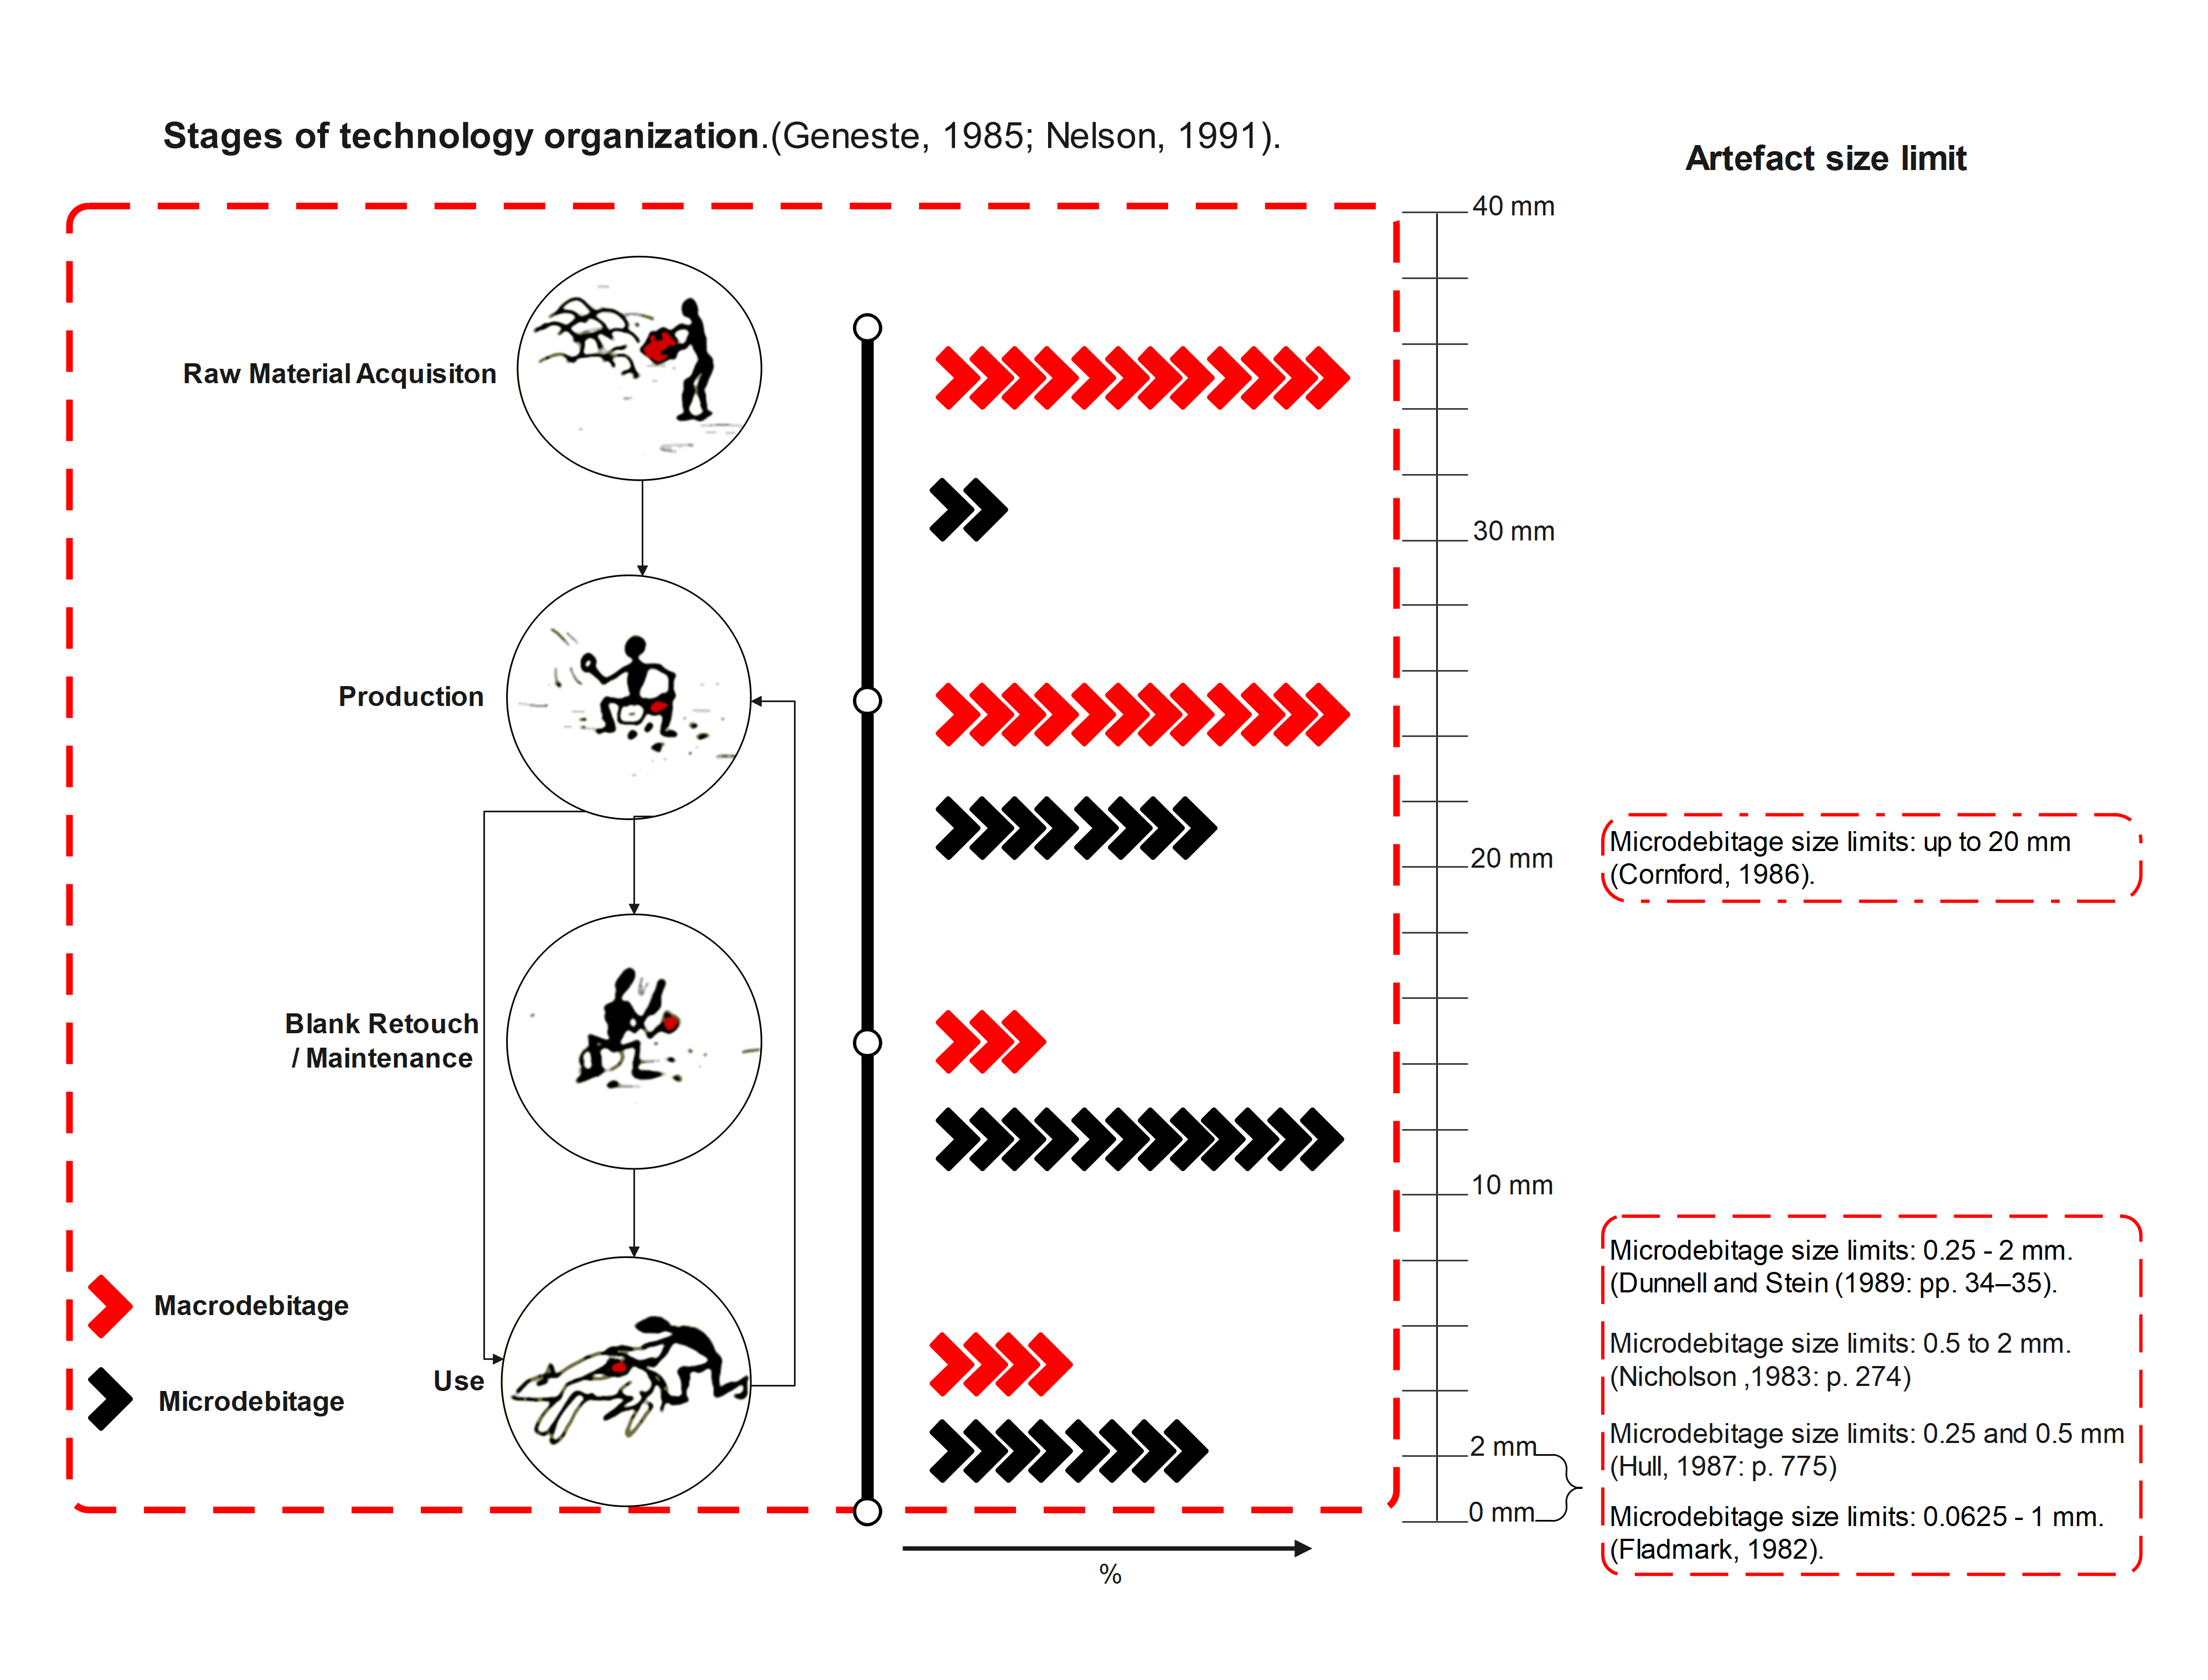 Stages of technology organization.(Geneste, 1985; Nelson, 1991).
Artefact size limit
Raw Material Acquisiton
Production
Blank Retouch
/ Maintenance
Use
Macrodebitage
Microdebitage
%
40 mm
30 mm
20 mm
10 mm
2 mm
0 mm
Microdebitage size limits: up to 20 mm
(Cornford, 1986).
Microdebitage size limits: 0.25 - 2 mm.
(Dunnell and Stein (1989: pp. 34–35).
Microdebitage size limits: 0.5 to 2 mm.
(Nicholson ,1983: p. 274)
Microdebitage size limits: 0.25 and 0.5 mm
(Hull, 1987: p. 775)
Microdebitage size limits: 0.0625 - 1 mm.
(Fladmark, 1982).